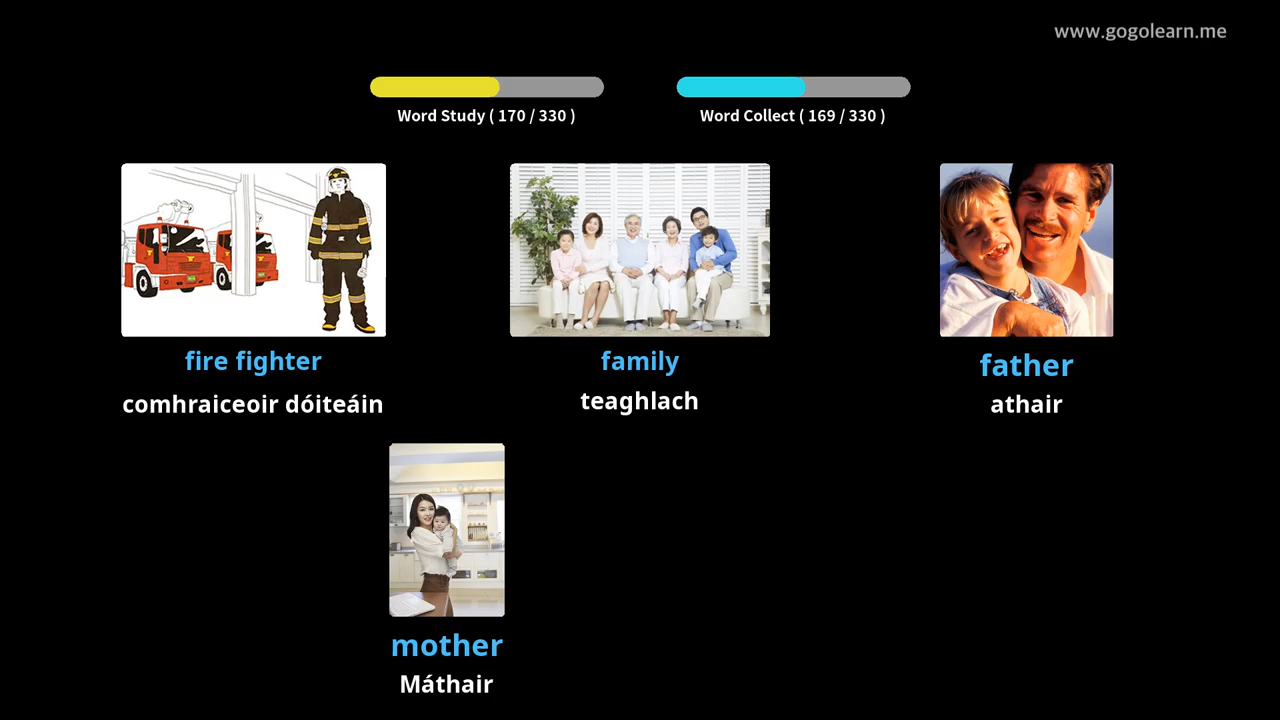 www.gogolearn.me
Word Study ( 170 / 330 )
Word Collect ( 169 / 330 )
fire fighter
comhraiceoir dóiteáin
family
teaghlach
father
athair
mother
Máthair